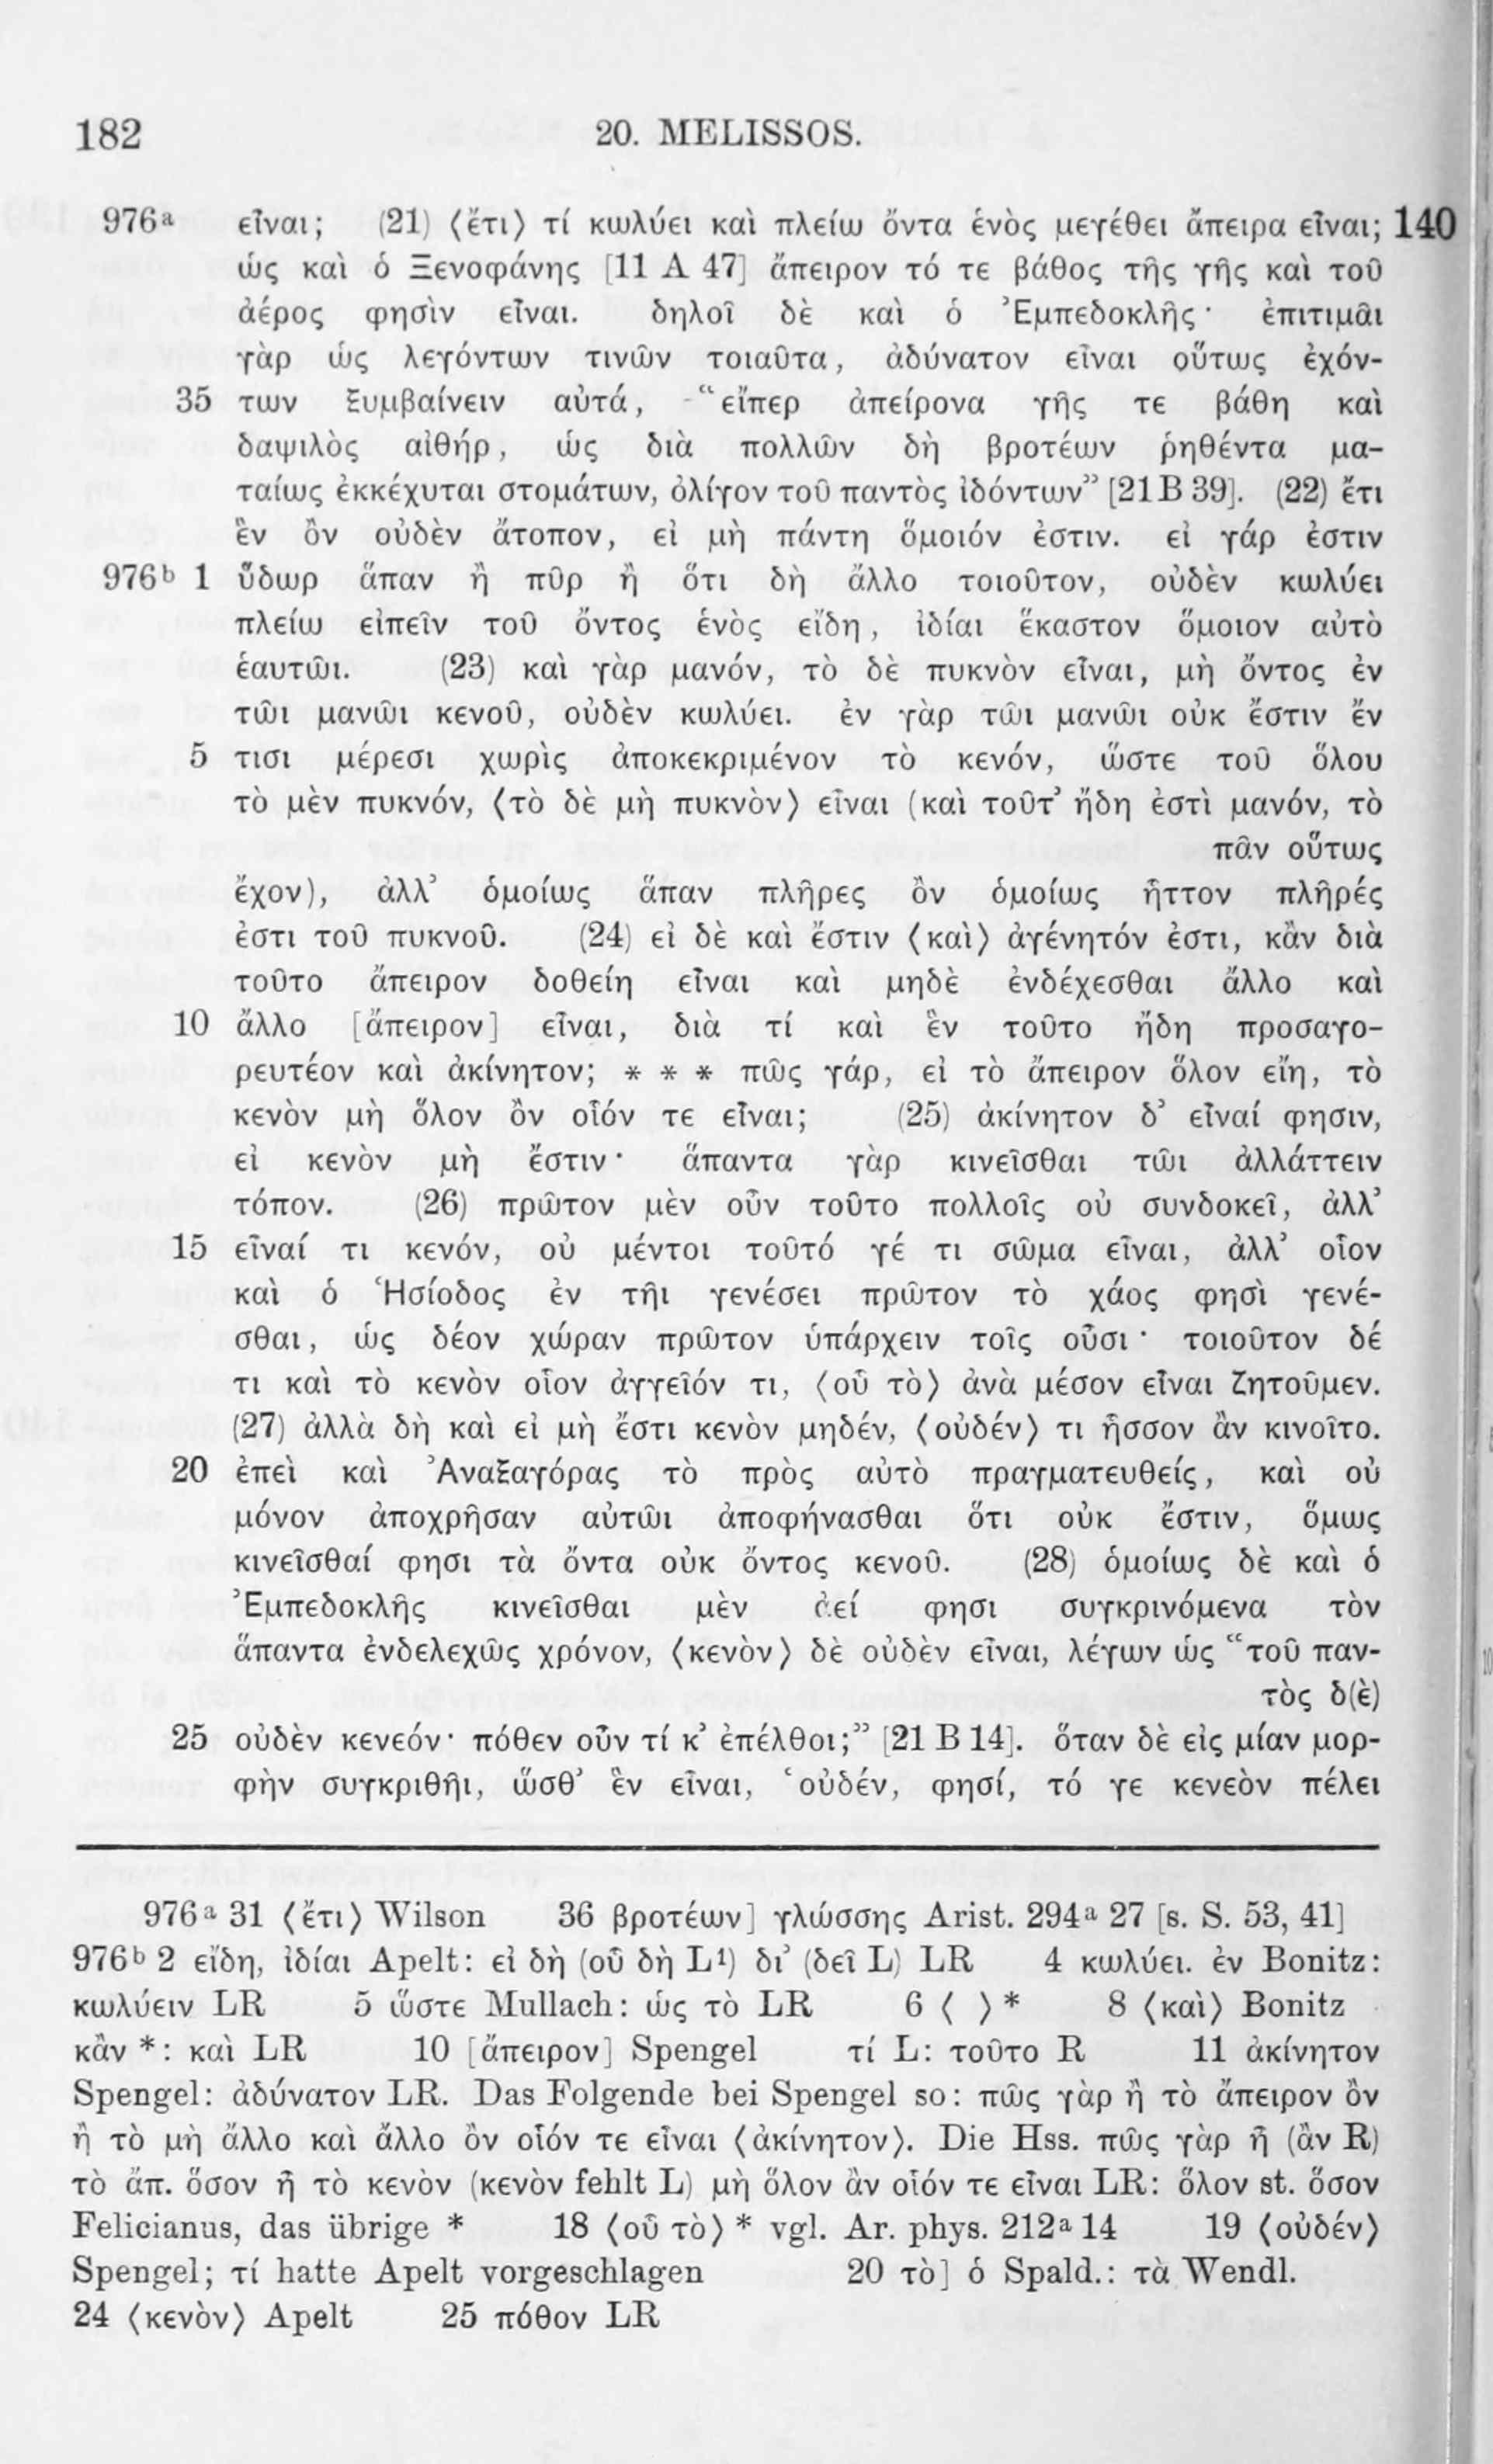 182 20. MELISSOS.
976ᵃ εἶναι; (21) ⟨ἔτι⟩ τί κωλύει καὶ πλείω ὄντα ἑνὸς μεγέθει ἄπειρα εἶναι; 140
ὡς καὶ ὁ Ξενοφάνης [11 A 47] ἄπειρον τό τε βάθος τῆς γῆς καὶ τοῦ
ἀέρος φησὶν εἶναι. δηλοῖ δὲ καὶ ὁ Ἐμπεδοκλῆς· ἐπιτιμᾶι
γὰρ ὡς λεγόντων τινῶν τοιαῦτα, ἀδύνατον εἶναι οὕτως ἐχόν-
35 των ξυμβαίνειν αὐτά, “εἴπερ ἀπείρονα γῆς τε βάθη καὶ
δαψιλὸς αἰθήρ, ὡς διὰ πολλῶν δὴ βροτέων ῥηθέντα μα-
ταίως ἐκκέχυται στομάτων, ὀλίγον τοῦ παντὸς ἰδόντων” [21 B 39]. (22) ἔτι
ἓν ὂν οὐδὲν ἄτοπον, εἰ μὴ πάντη ὅμοιόν ἐστιν. εἰ γάρ ἐστιν
976ᵇ 1 ὕδωρ ἅπαν ἢ πῦρ ἢ ὅτι δὴ ἄλλο τοιοῦτον, οὐδὲν κωλύει
πλείω εἰπεῖν τοῦ ὄντος ἑνὸς εἴδη, ἰδίαι ἕκαστον ὅμοιον αὐτὸ
ἑαυτῶι. (23) καὶ γὰρ μανόν, τὸ δὲ πυκνὸν εἶναι, μὴ ὄντος ἐν
τῶι μανῶι κενοῦ, οὐδὲν κωλύει. ἐν γὰρ τῶι μανῶι οὐκ ἔστιν ἔν
5 τισι μέρεσι χωρὶς ἀποκεκριμένον τὸ κενόν, ὥστε τοῦ ὅλου
τὸ μὲν πυκνόν, ⟨τὸ δὲ μὴ πυκνὸν⟩ εἶναι (καὶ τοῦτ’ ἤδη ἐστὶ μανόν, τὸ
πᾶν οὕτως
ἔχον), ἀλλ’ ὁμοίως ἅπαν πλῆρες ὂν ὁμοίως ἧττον πλῆρές
ἐστι τοῦ πυκνοῦ. (24) εἰ δὲ καὶ ἔστιν ⟨καὶ⟩ ἀγένητόν ἐστι, κἂν διὰ
τοῦτο ἄπειρον δοθείη εἶναι καὶ μηδὲ ἐνδέχεσθαι ἄλλο καὶ
10 ἄλλο [ἄπειρον] εἶναι, διὰ τί καὶ ἓν τοῦτο ἤδη προσαγο-
ρευτέον καὶ ἀκίνητον; * * * πῶς γάρ, εἰ τὸ ἄπειρον ὅλον εἴη, τὸ
κενὸν μὴ ὅλον ὂν οἷόν τε εἶναι; (25) ἀκίνητον δ’ εἶναί φησιν,
εἰ κενὸν μὴ ἔστιν· ἅπαντα γὰρ κινεῖσθαι τῶι ἀλλάττειν
τόπον. (26) πρῶτον μὲν οὖν τοῦτο πολλοῖς οὐ συνδοκεῖ, ἀλλ’
15 εἶναί τι κενόν, οὐ μέντοι τοῦτό γέ τι σῶμα εἶναι, ἀλλ’ οἷον
καὶ ὁ Ἡσίοδος ἐν τῆι γενέσει πρῶτον τὸ χάος φησὶ γενέ-
σθαι, ὡς δέον χώραν πρῶτον ὑπάρχειν τοῖς οὖσι· τοιοῦτον δέ
τι καὶ τὸ κενὸν οἷον ἀγγεῖόν τι, ⟨οὗ τὸ⟩ ἀνὰ μέσον εἶναι ζητοῦμεν.
(27) ἀλλὰ δὴ καὶ εἰ μὴ ἔστι κενὸν μηδέν, ⟨οὐδέν⟩ τι ἧσσον ἂν κινοῖτο.
20 ἐπεὶ καὶ Ἀναξαγόρας τὸ πρὸς αὐτὸ πραγματευθείς, καὶ οὐ
μόνον ἀποχρῆσαν αὐτῶι ἀποφήνασθαι ὅτι οὐκ ἔστιν, ὅμως
κινεῖσθαί φησι τὰ ὄντα οὐκ ὄντος κενοῦ. (28) ὁμοίως δὲ καὶ ὁ
Ἐμπεδοκλῆς κινεῖσθαι μὲν ἀεί φησι συγκρινόμενα τὸν
ἅπαντα ἐνδελεχῶς χρόνον, ⟨κενὸν⟩ δὲ οὐδὲν εἶναι, λέγων ὡς “τοῦ παν-
τὸς δ(ὲ)
25 οὐδὲν κενεόν· πόθεν οὖν τί κ’ ἐπέλθοι;” [21 B 14]. ὅταν δὲ εἰς μίαν μορ-
φὴν συγκριθῆι, ὥσθ’ ἓν εἶναι, ‘οὐδέν, φησί, τό γε κενεὸν πέλει
976ᵃ 31 ⟨ἔτι⟩ Wilson 36 βροτέων] γλώσσης Arist. 294ᵃ 27 [s. S. 53, 41]
976ᵇ 2 εἴδη, ἰδίαι Apelt: εἰ δὴ (οὗ δὴ L¹) δι’ (δεῖ L) LR 4 κωλύει. ἐν Bonitz:
κωλύειν LR 5 ὥστε Mullach: ὡς τὸ LR 6 ⟨ ⟩ * 8 ⟨καὶ⟩ Bonitz
κἂν *: καὶ LR 10 [ἄπειρον] Spengel τί L: τοῦτο R 11 ἀκίνητον
Spengel: ἀδύνατον LR. Das Folgende bei Spengel so: πῶς γὰρ ἢ τὸ ἄπειρον ὂν
ἢ τὸ μὴ ἄλλο καὶ ἄλλο ὂν οἷόν τε εἶναι ⟨ἀκίνητον⟩. Die Hss. πῶς γὰρ ἢ (ἂν R)
τὸ ἄπ. ὅσον ἢ τὸ κενὸν (κενὸν fehlt L) μὴ ὅλον ἂν οἷόν τε εἶναι LR: ὅλον st. ὅσον
Felicianus, das übrige * 18 ⟨οὗ τὸ⟩ * vgl. Ar. phys. 212ᵃ 14 19 ⟨οὐδέν⟩
Spengel; τί hatte Apelt vorgeschlagen 20 τὸ] ὁ Spald.: τὰ Wendl.
24 ⟨κενὸν⟩ Apelt 25 πόθον LR